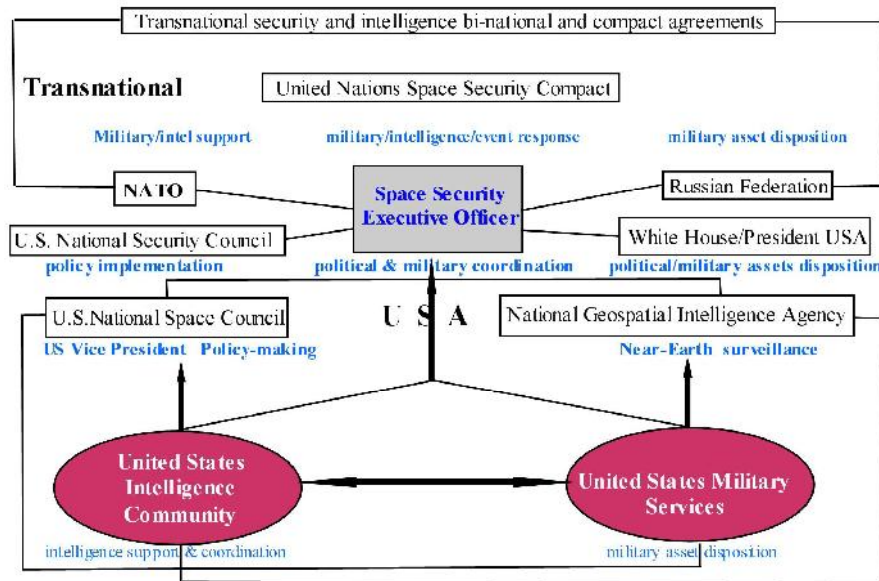 Transnational security and intelligence bi-national and compact agreements
Transnational
United Nations Space Security Compact
Military/intel support
military/intelligence/event response
military asset disposition
NATO
Space Security
Executive Officer
Russian Federation
U.S. National Security Council
White House/President USA
policy implementation
political & military coordination
political/military assets disposition
U.S.National Space Council
U S A
National Geospatial Intelligence Agency
US Vice President Policy-making
Near-Earth surveillance
United States
Intelligence
Community
United States Military
Services
intelligence support & coordination
military asset disposition